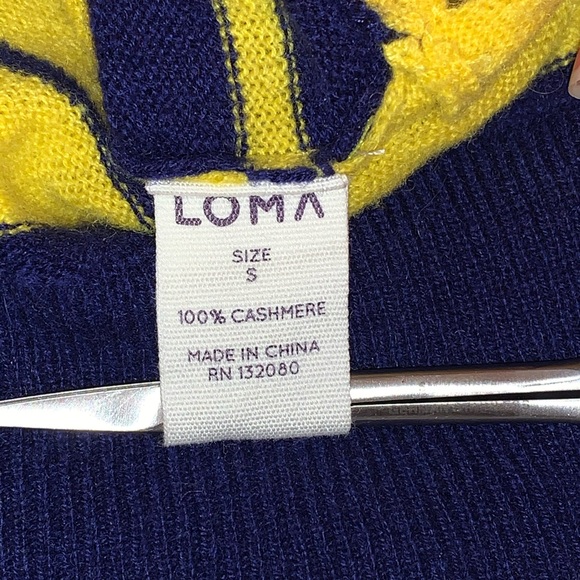 LOMA
SIZE
S
100% CASHMERE
MADE IN CHINA
RN 132080